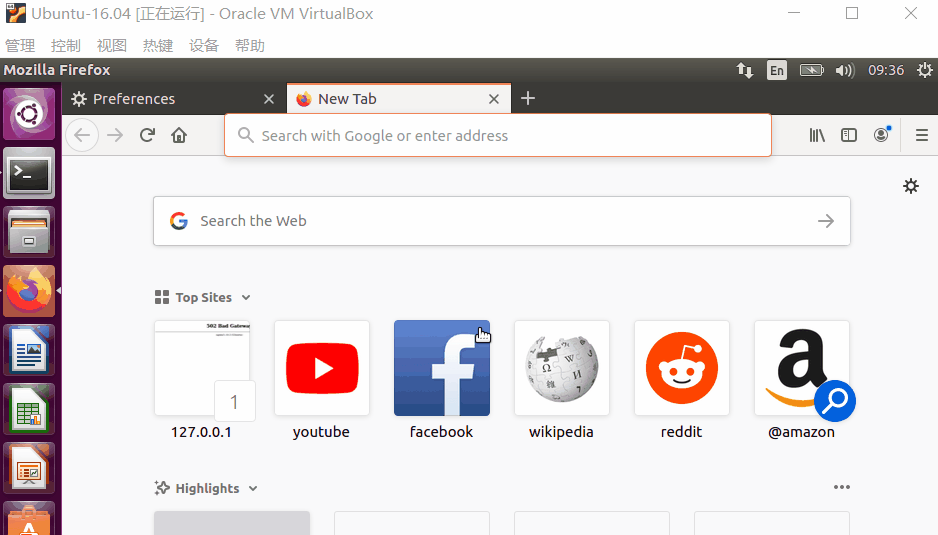 Ubuntu-16.04 [正在运行] - Oracle VM VirtualBox
管理 控制 视图 热键 设备 帮助
Mozilla Firefox En 09:36
Preferences New Tab
Search with Google or enter address
Search the Web
Top Sites
502 Bad Gateway
1
127.0.0.1 youtube facebook wikipedia reddit @amazon
Highlights